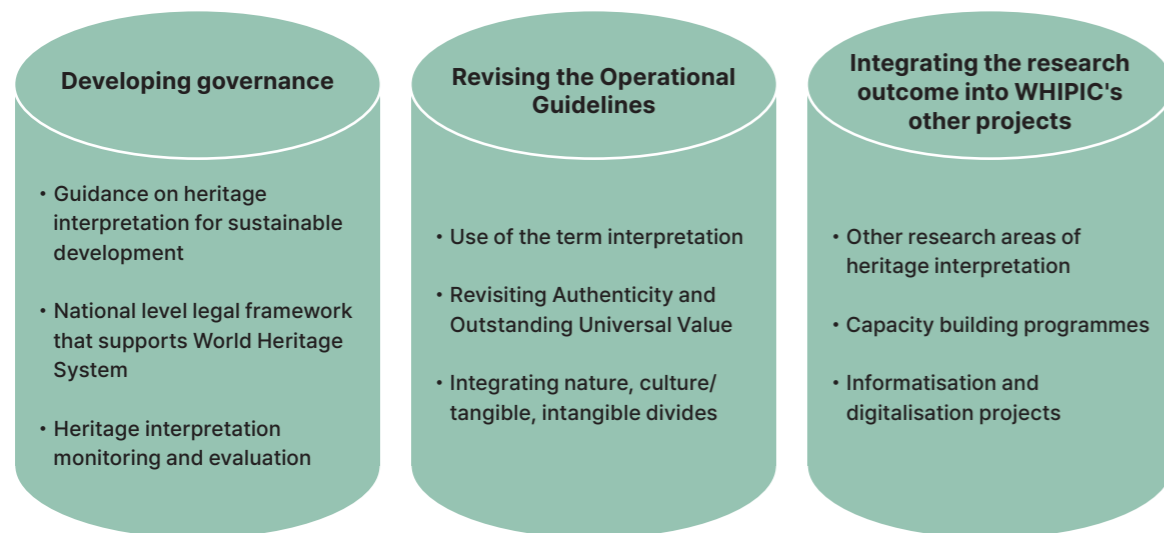 Developing governance
• Guidance on heritage
interpretation for sustainable
development
• National level legal framework
that supports World Heritage
System
• Heritage interpretation
monitoring and evaluation
Revising the Operational
Guidelines
• Use of the term interpretation
• Revisiting Authenticity and
Outstanding Universal Value
• Integrating nature, culture/
tangible, intangible divides
Integrating the research
outcome into WHIPIC's
other projects
• Other research areas of
heritage interpretation
• Capacity building programmes
• Informatisation and
digitalisation projects